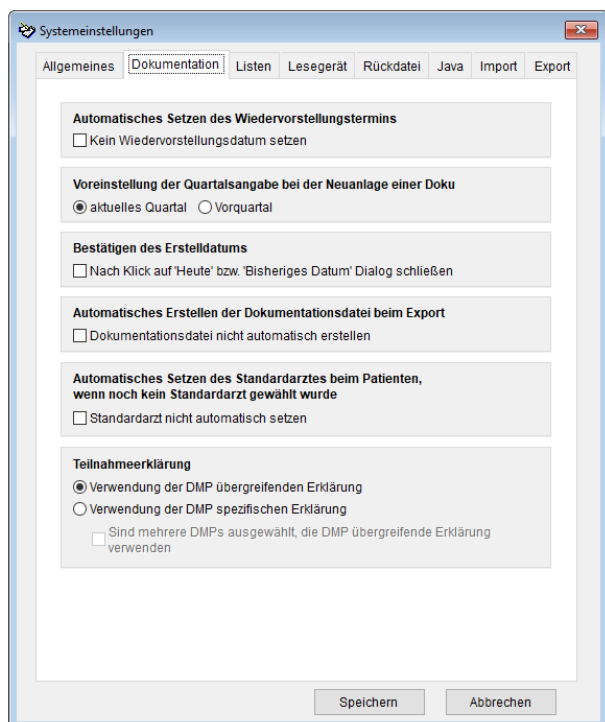 Systemeinstellungen
Allgemeines Dokumentation Listen Lesegerät Rückdatei Java Import Export
Automatisches Setzen des Wiedervorstellungstermins
Kein Wiedervorstellungsdatum setzen
Voreinstellung der Quartalsangabe bei der Neuanlage einer Doku
aktuelles Quartal Vorquartal
Bestätigen des Erstelldatums
Nach Klick auf 'Heute' bzw. 'Bisheriges Datum' Dialog schließen
Automatisches Erstellen der Dokumentationsdatei beim Export
Dokumentationsdatei nicht automatisch erstellen
Automatisches Setzen des Standardarztes beim Patienten,
wenn noch kein Standardarzt gewählt wurde
Standardarzt nicht automatisch setzen
Teilnahmeerklärung
Verwendung der DMP übergreifenden Erklärung
Verwendung der DMP spezifischen Erklärung
Sind mehrere DMPs ausgewählt, die DMP übergreifende Erklärung
verwenden
Speichern Abbrechen